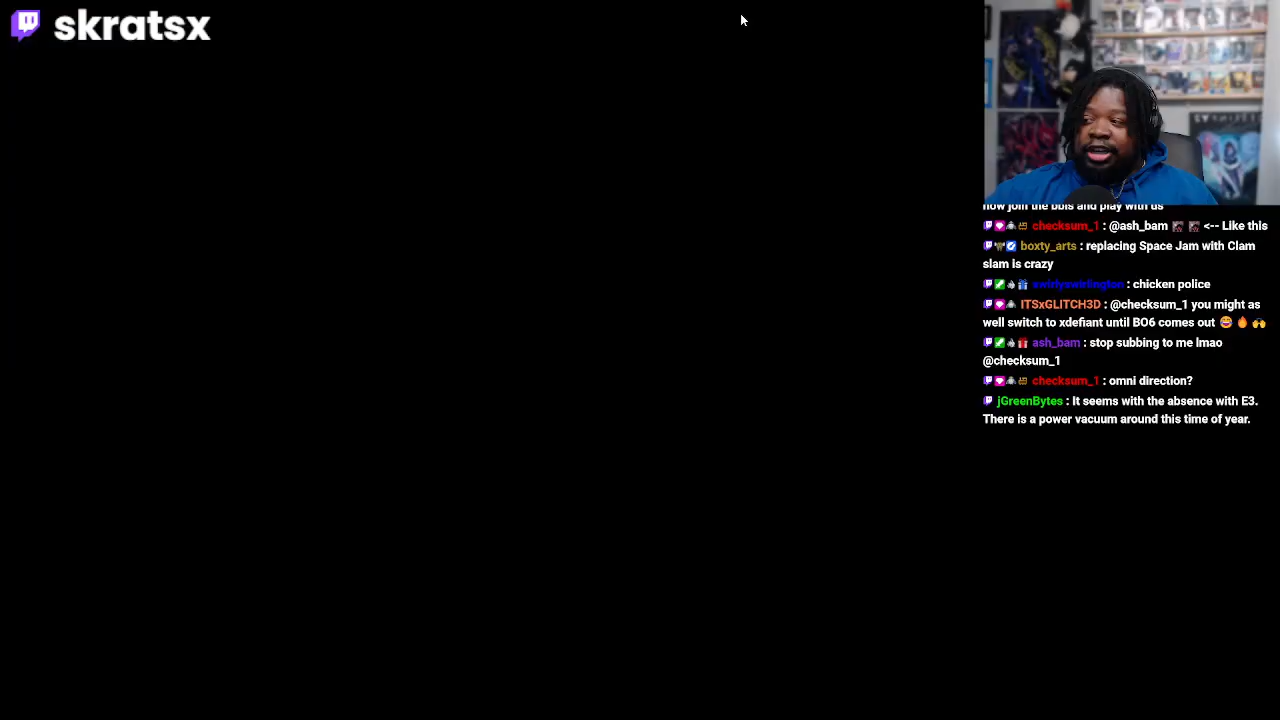 skratsx
now join the bbls and play with us
checksum_1 : @ash_bam <-- Like this
boxty_arts : replacing Space Jam with Clam
slam is crazy
swirlyswirlington : chicken police
ITSxGLITCH3D : @checksum_1 you might as
well switch to xdefiant until BO6 comes out 😂 🔥 🙌
ash_bam : stop subbing to me lmao
@checksum_1
checksum_1 : omni direction?
jGreenBytes : It seems with the absence with E3.
There is a power vacuum around this time of year.